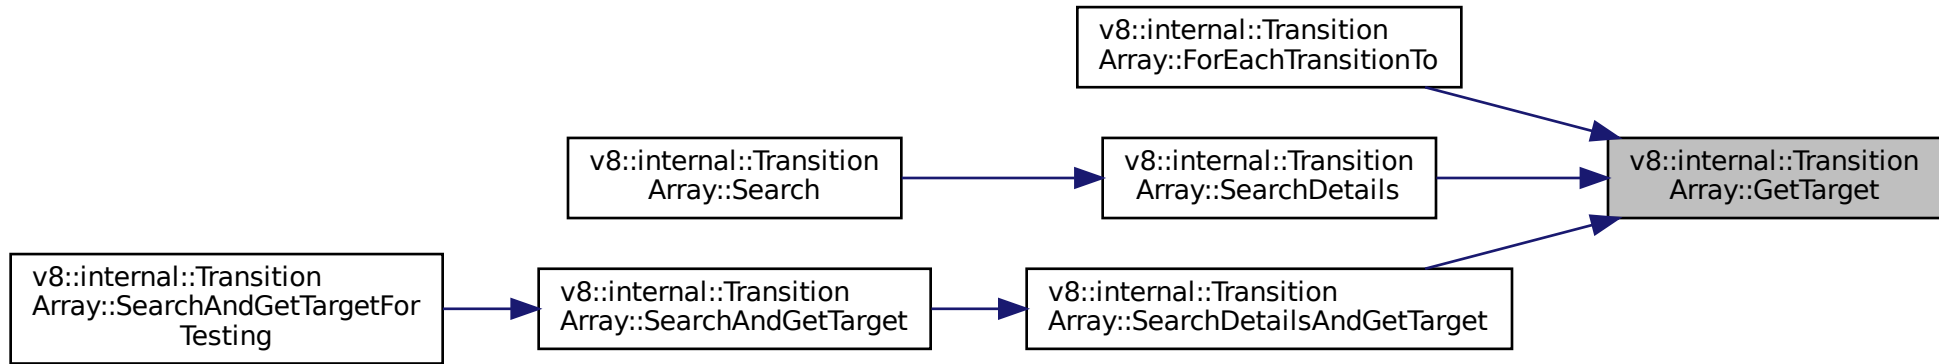 v8::internal::Transition
Array::ForEachTransitionTo
v8::internal::Transition
Array::Search
v8::internal::Transition
Array::SearchDetails
v8::internal::Transition
Array::GetTarget
v8::internal::Transition
Array::SearchAndGetTargetFor
Testing
v8::internal::Transition
Array::SearchAndGetTarget
v8::internal::Transition
Array::SearchDetailsAndGetTarget